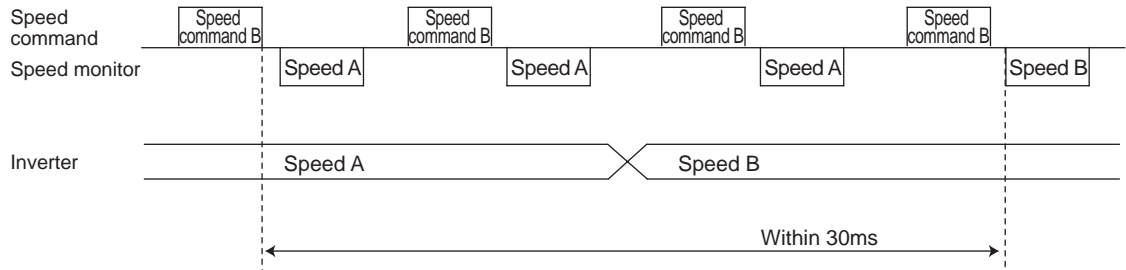 Speed
command
Speed
command B
Speed
command B
Speed
command B
Speed
command B
Speed monitor
Speed A
Speed A
Speed A
Speed B
Inverter
Speed A
Speed B
Within 30ms